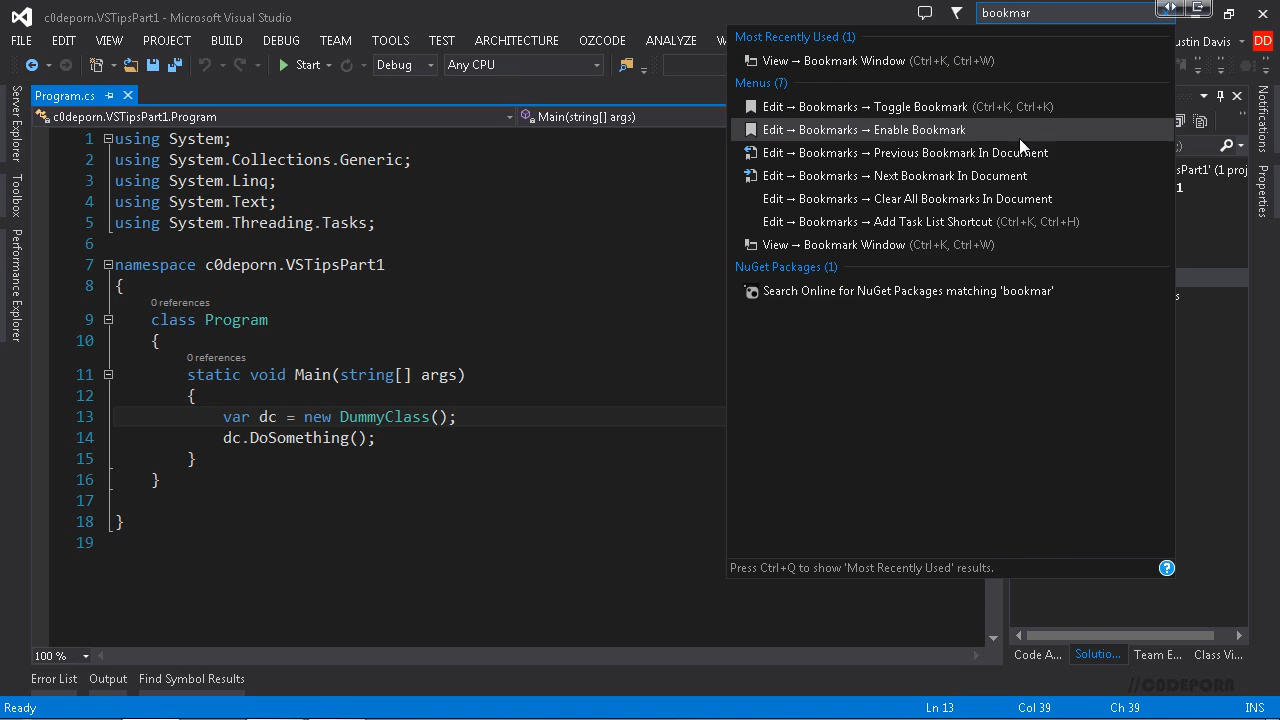 c0deporn.VSTipsPart1 - Microsoft Visual Studio
bookmar
FILE EDIT VIEW PROJECT BUILD DEBUG TEAM TOOLS TEST ARCHITECTURE OZCODE ANALYZE W
ustin Davis
DD
Start
Debug
Any CPU
Most Recently Used (1)
View → Bookmark Window (Ctrl+K, Ctrl+W)
Menus (7)
Edit → Bookmarks → Toggle Bookmark (Ctrl+K, Ctrl+K)
Edit → Bookmarks → Enable Bookmark
Edit → Bookmarks → Previous Bookmark In Document
Edit → Bookmarks → Next Bookmark In Document
Edit → Bookmarks → Clear All Bookmarks In Document
Edit → Bookmarks → Add Task List Shortcut (Ctrl+K, Ctrl+H)
View → Bookmark Window (Ctrl+K, Ctrl+W)
NuGet Packages (1)
Search Online for NuGet Packages matching 'bookmar'
Press Ctrl+Q to show 'Most Recently Used' results.
Server Explorer
Toolbox
Performance Explorer
Program.cs
c0deporn.VSTipsPart1.Program
Main(string[] args)
1 using System;
2 using System.Collections.Generic;
3 using System.Linq;
4 using System.Text;
5 using System.Threading.Tasks;
6
7 namespace c0deporn.VSTipsPart1
8 {
0 references
9 class Program
10 {
0 references
11 static void Main(string[] args)
12 {
13 var dc = new DummyClass();
14 dc.DoSomething();
15 }
16 }
17
18 }
19
Notifications
Properties
sPart1' (1 proj
1
s
100 %
Code A... Solutio... Team E... Class Vi...
Error List Output Find Symbol Results
//C0DEPORN
Ready
Ln 13 Col 39 Ch 39 INS